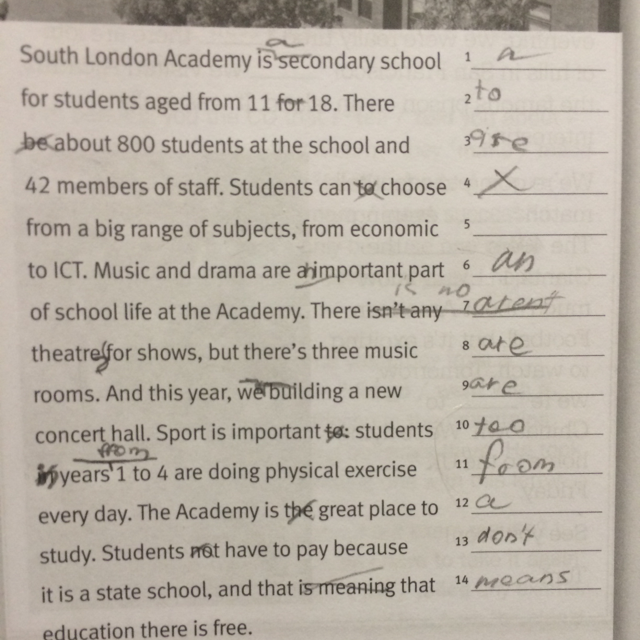 South London Academy is a secondary school 1 a
for students aged from 11 for 18. There 2 to
be about 800 students at the school and 3 are
42 members of staff. Students can to choose 4 X
from a big range of subjects, from economic 5
to ICT. Music and drama are a important part 6 an
is no
of school life at the Academy. There isn't any 7 arent
theatre for shows, but there's three music 8 are
rooms. And this year, we building a new 9 are
concert hall. Sport is important to: students 10 too
from
in years 1 to 4 are doing physical exercise 11 from
every day. The Academy is the great place to 12 a
study. Students not have to pay because 13 don't
it is a state school, and that is meaning that 14 means
education there is free.